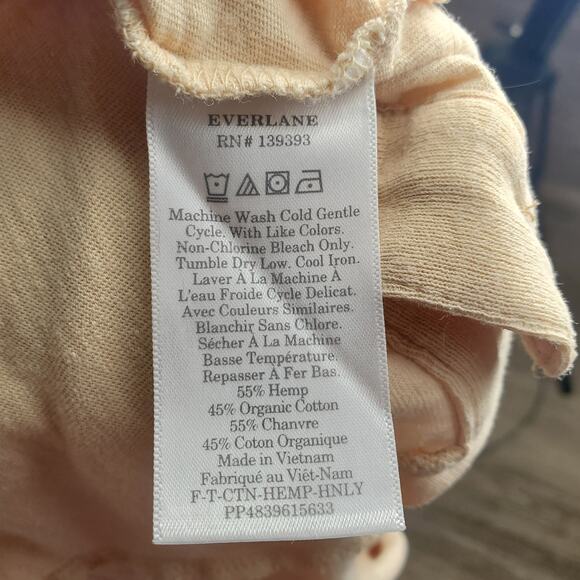 EVERLANE
RN# 139393
Machine Wash Cold Gentle
Cycle. With Like Colors.
Non-Chlorine Bleach Only.
Tumble Dry Low. Cool Iron.
Laver À La Machine À
L'eau Froide Cycle Delicat.
Avec Couleurs Similaires.
Blanchir Sans Chlore.
Sécher À La Machine
Basse Température.
Repasser À Fer Bas.
55% Hemp
45% Organic Cotton
55% Chanvre
45% Coton Organique
Made in Vietnam
Fabriqué au Viêt-Nam
F-T-CTN-HEMP-HNLY
PP4839615633